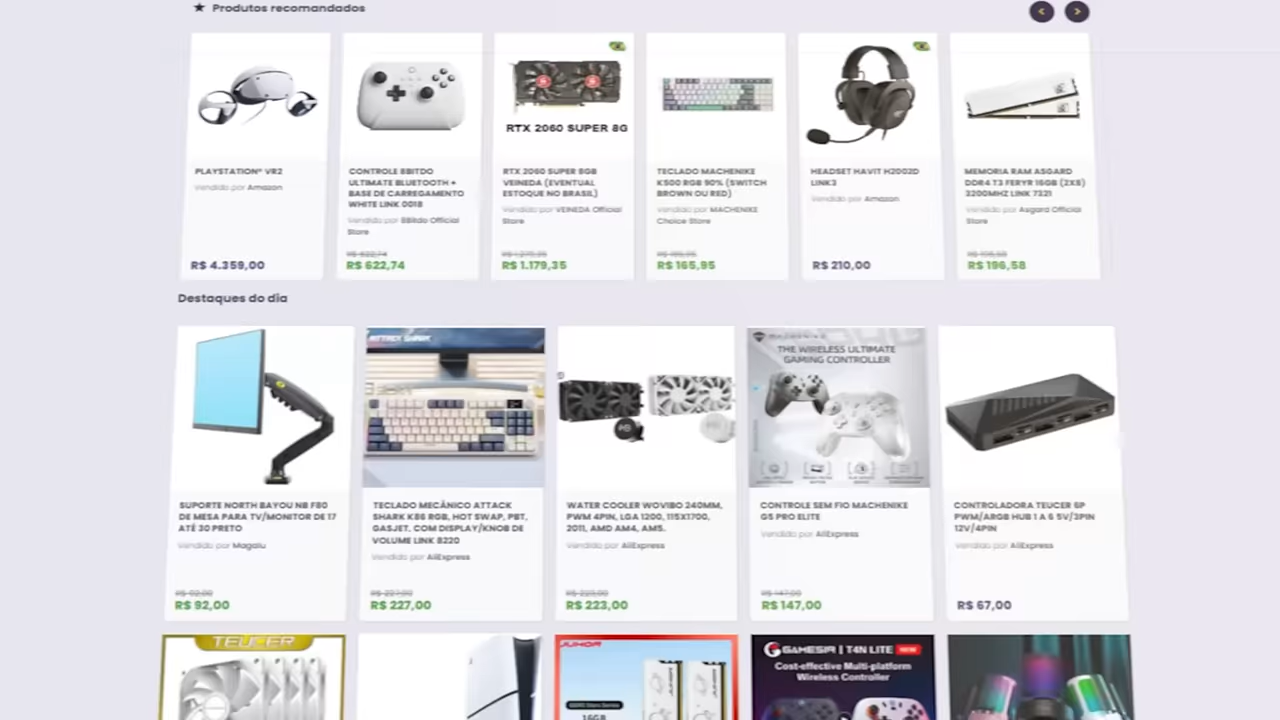 ★ Produtos recomandados
RTX 2060 SUPER 8G
PLAYSTATION® VR2
Vendido por Amazon
R$ 4.359,00
CONTROLE 8BITDO
ULTIMATE BLUETOOTH +
BASE DE CARREGAMENTO
WHITE LINK 0018
Vendido por 8Bitdo Official
Store
R$ 622,74
R$ 622,74
RTX 2060 SUPER 8GB
VEINEDA (EVENTUAL
ESTOQUE NO BRASIL)
Vendido por VEINEDA Official
Store
R$ 1.179,35
TECLADO MACHENIKE
K500 RGB 90% (SWITCH
BROWN OU RED)
Vendido por MACHENIKE
Choice Store
R$ 165,95
HEADSET HAVIT H2002D
LINK3
Vendido por Amazon
R$ 210,00
MEMORIA RAM ASGARD
DDR4 T3 FERYR 16GB (2X8)
3200MHZ LINK 7321
Vendido por Asgard Official
Store
R$ 196,58
R$ 196,58
Destaques do dia
SUPORTE NORTH BAYOU NB F80
DE MESA PARA TV/MONITOR DE 17
ATÉ 30 PRETO
Vendido por Magalu
R$ 92,00
R$ 92,00
ATTACK SHARK
TECLADO MECÂNICO ATTACK
SHARK K86 RGB, HOT SWAP, PBT,
GASJET, COM DISPLAY/KNOB DE
VOLUME LINK 8220
Vendido por AliExpress
R$ 227,00
R$ 227,00
WATER COOLER WOVIBO 240MM,
PWM 4PIN, LGA 1200, 115X1700,
2011, AMD AM4, AM5.
Vendido por AliExpress
R$ 223,00
R$ 223,00
MACHENIKE
THE WIRELESS ULTIMATE
GAMING CONTROLLER
CONTROLE SEM FIO MACHENIKE
G5 PRO ELITE
Vendido por AliExpress
R$ 147,00
R$ 147,00
CONTROLADORA TEUCER 6P
PWM/ARGB HUB 1 A 6 5V/3PIN
12V/4PIN
Vendido por AliExpress
R$ 67,00
TEUCER
JUHOR
16GB
GAMESIR | T4N LITE NEW
Cost-effective Multi-platform
Wireless Controller